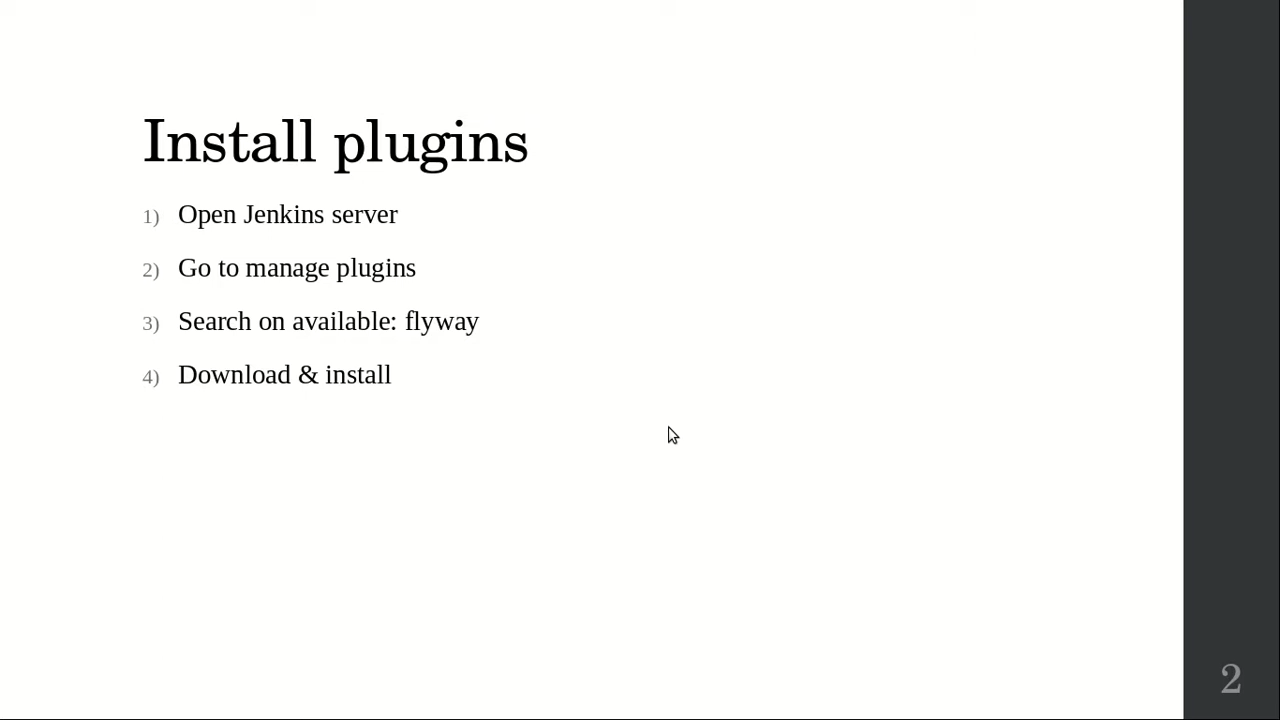 Install plugins
1) Open Jenkins server
2) Go to manage plugins
3) Search on available: flyway
4) Download & install
2